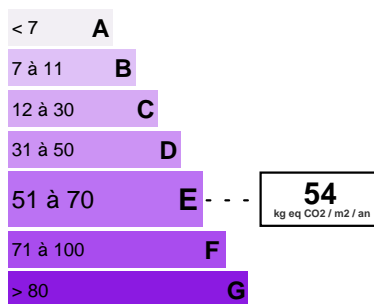 < 7 A
7 à 11 B
12 à 30 C
31 à 50 D
51 à 70 E - - - 54
kg eq CO2 / m2 / an
71 à 100 F
> 80 G